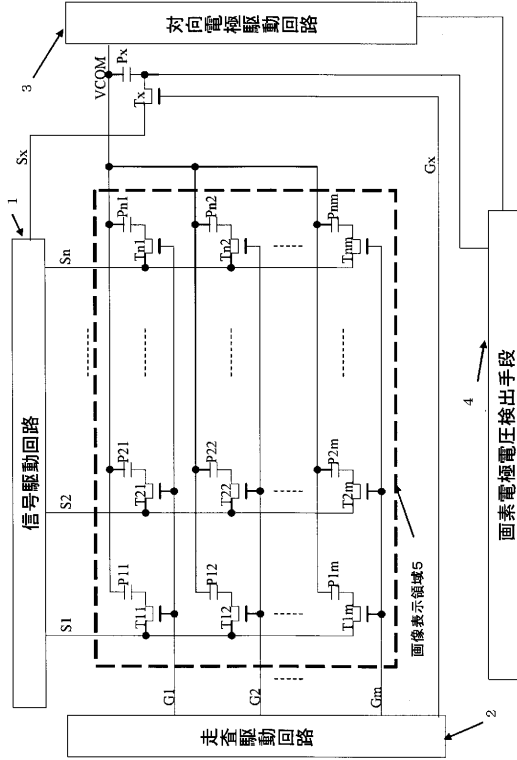 1
信号駆動回路
S1
S2
Sn
Sx
3
対向電極駆動回路
VCOM
Px
Tx
P11
P21
Pn1
T11
T21
Tn1
G1
P12
P22
Pn2
T12
T22
Tn2
G2
P1m
P2m
Pnm
T1m
T2m
Tnm
Gm
Gx
走査駆動回路
2
画像表示領域5
4
画素電極電圧検出手段